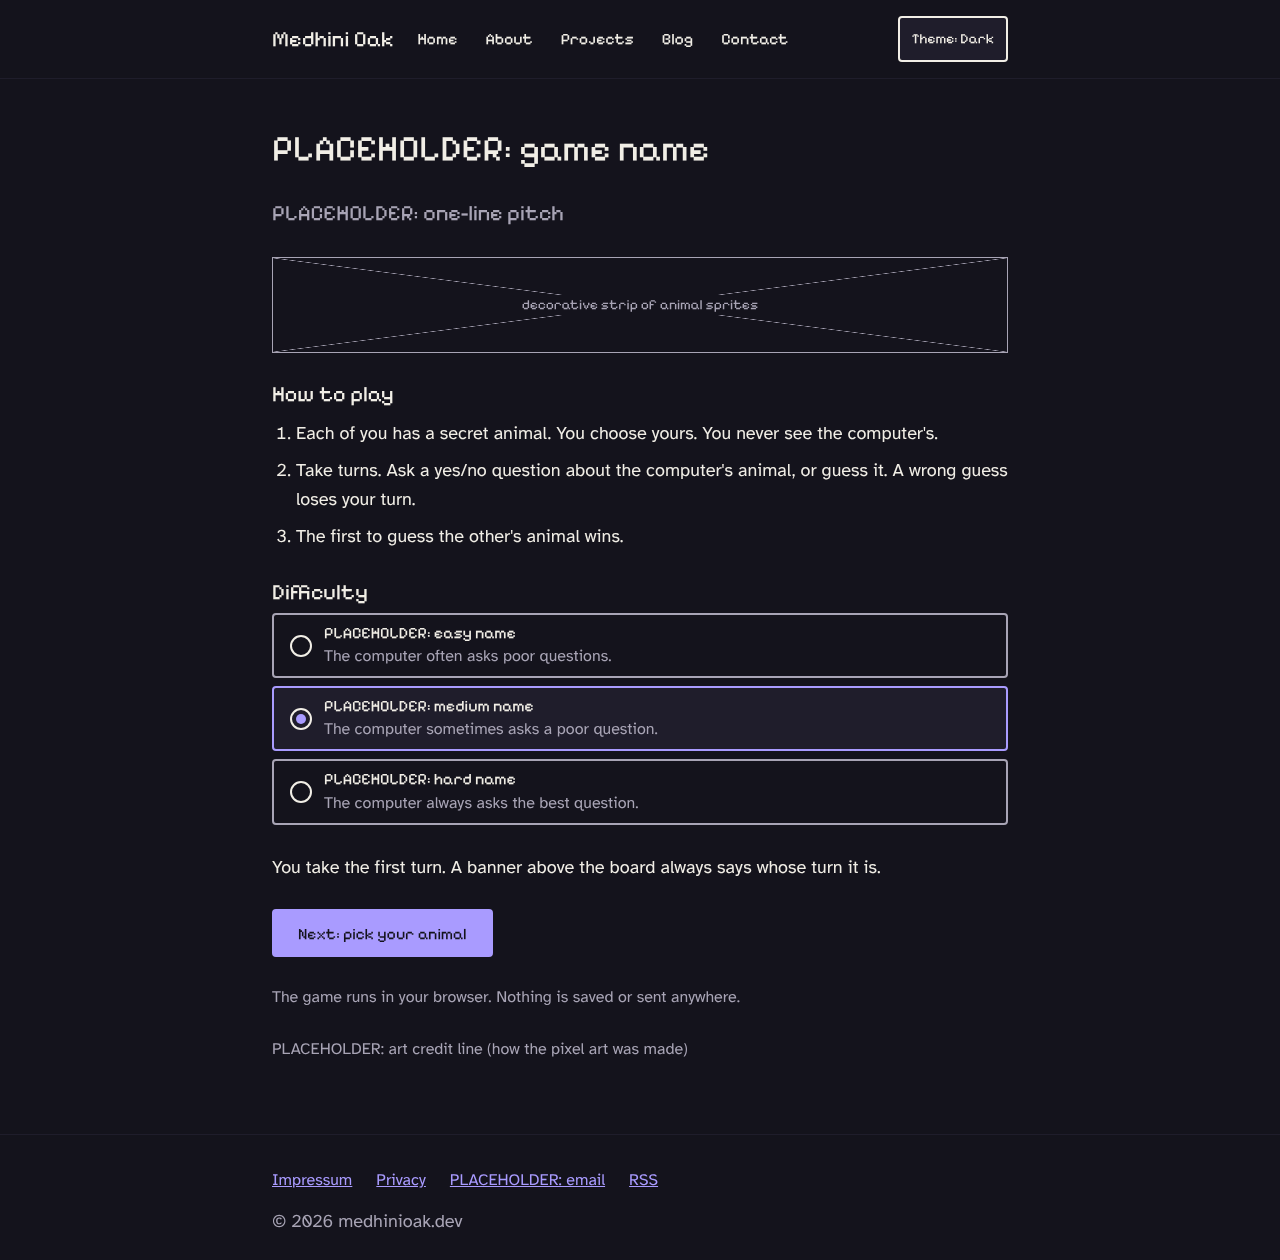 Medhini Oak
Home
About
Projects
Blog
Contact
Theme: Dark
PLACEHOLDER: game name
PLACEHOLDER: one-line pitch
decorative strip of animal sprites
How to play
1. Each of you has a secret animal. You choose yours. You never see the computer's.
2. Take turns. Ask a yes/no question about the computer's animal, or guess it. A wrong guess
loses your turn.
3. The first to guess the other's animal wins.
Difficulty
PLACEHOLDER: easy name
The computer often asks poor questions.
PLACEHOLDER: medium name
The computer sometimes asks a poor question.
PLACEHOLDER: hard name
The computer always asks the best question.
You take the first turn. A banner above the board always says whose turn it is.
Next: pick your animal
The game runs in your browser. Nothing is saved or sent anywhere.
PLACEHOLDER: art credit line (how the pixel art was made)
Impressum
Privacy
PLACEHOLDER: email
RSS
© 2026 medhinioak.dev